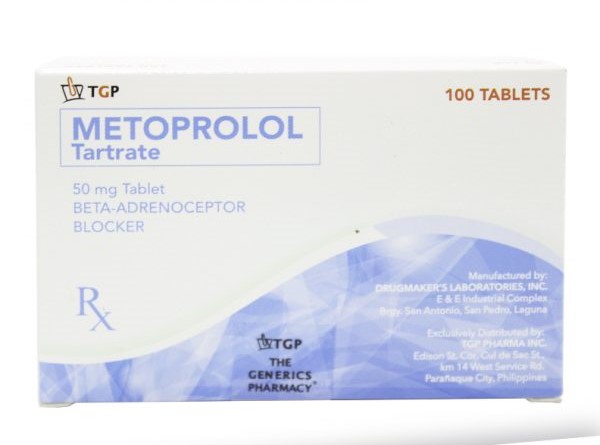 TGP
100 TABLETS
METOPROLOL
Tartrate
50 mg Tablet
BETA-ADRENOCEPTOR
BLOCKER
Rx
Manufactured by:
DRUGMAKER'S LABORATORIES, INC.
E & E Industrial Complex
Brgy. San Antonio, San Pedro, Laguna
TGP
THE
GENERICS
PHARMACY®
Exclusively Distributed by:
TGP PHARMA INC.
Edison St. Cor. Cul de Sac St.,
km 14 West Service Rd.
Parañaque City, Philippines